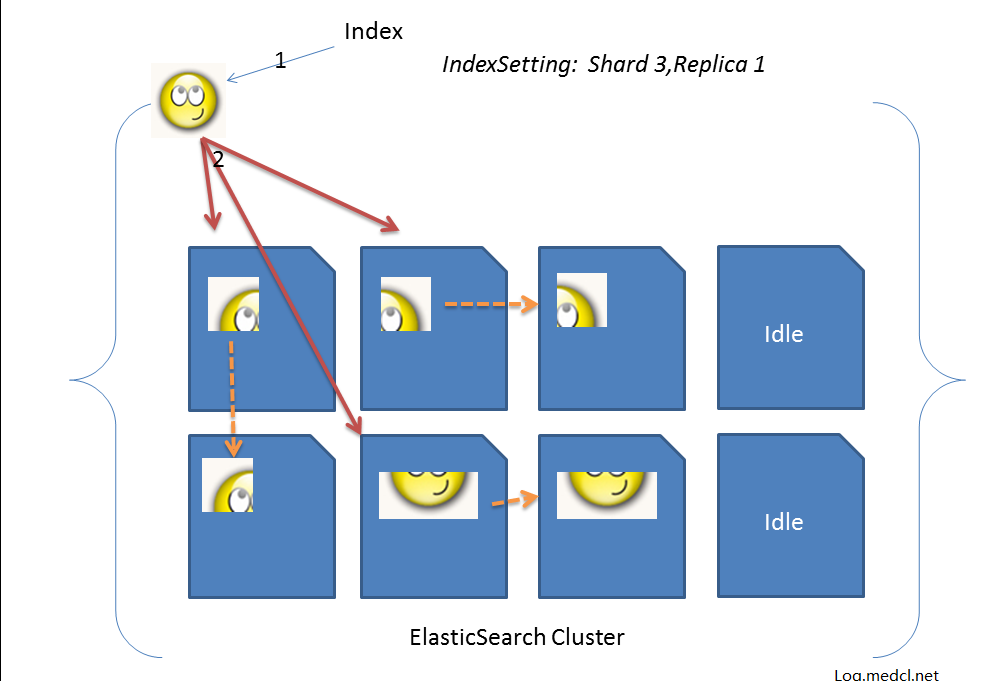 Index
1
IndexSetting:  Shard 3,Replica 1
2
Idle
Idle
ElasticSearch Cluster
Log.medcl.net